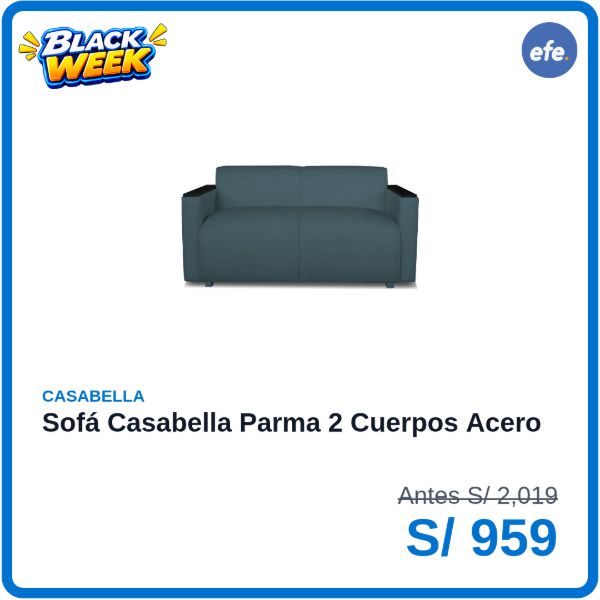 BLACK
WEEK
efe.
CASABELLA
Sofá Casabella Parma 2 Cuerpos Acero
Antes S/ 2,019
S/ 959